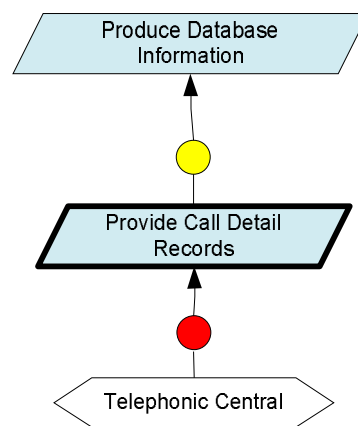 Produce Database
Information
Provide Call Detail
Records
Telephonic Central